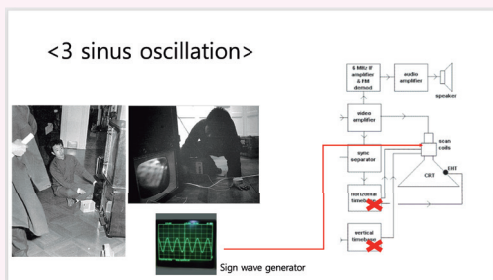 <3 sinus oscillation>
6 MHz IF
amplifier
& FM
demod
audio
amplifier
speaker
video
amplifier
scan
coils
sync
separator
EHT
CRT
horizontal
timebase
vertical
timebase
Sign wave generator